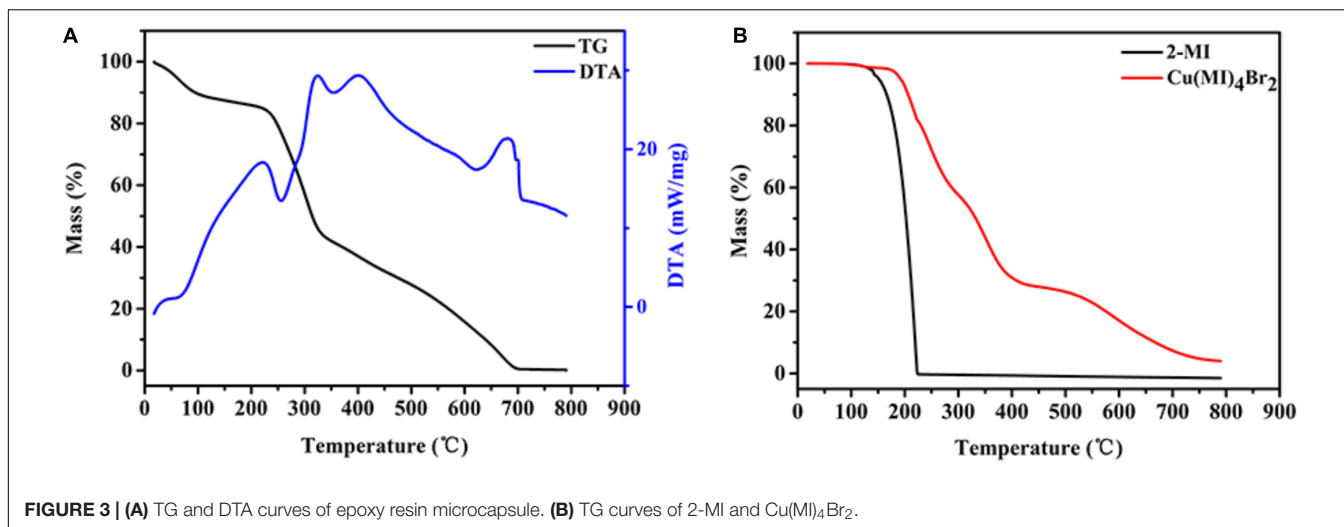 A
TG
DTA
100
80
60
40
20
0
Mass (%)
20
0
DTA (mW/mg)
0 100 200 300 400 500 600 700 800 900
Temperature (℃)
B
2-MI
Cu(MI)4Br2
100
80
60
40
20
0
Mass (%)
0 100 200 300 400 500 600 700 800 900
Temperature (℃)
FIGURE 3 | (A) TG and DTA curves of epoxy resin microcapsule. (B) TG curves of 2-MI and Cu(MI)4Br2.